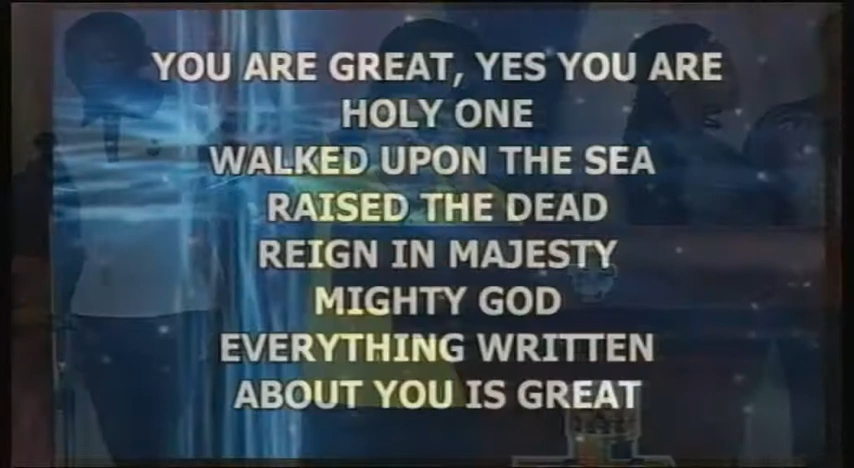 YOU ARE GREAT, YES YOU ARE
HOLY ONE
WALKED UPON THE SEA
RAISED THE DEAD
REIGN IN MAJESTY
MIGHTY GOD
EVERYTHING WRITTEN
ABOUT YOU IS GREAT